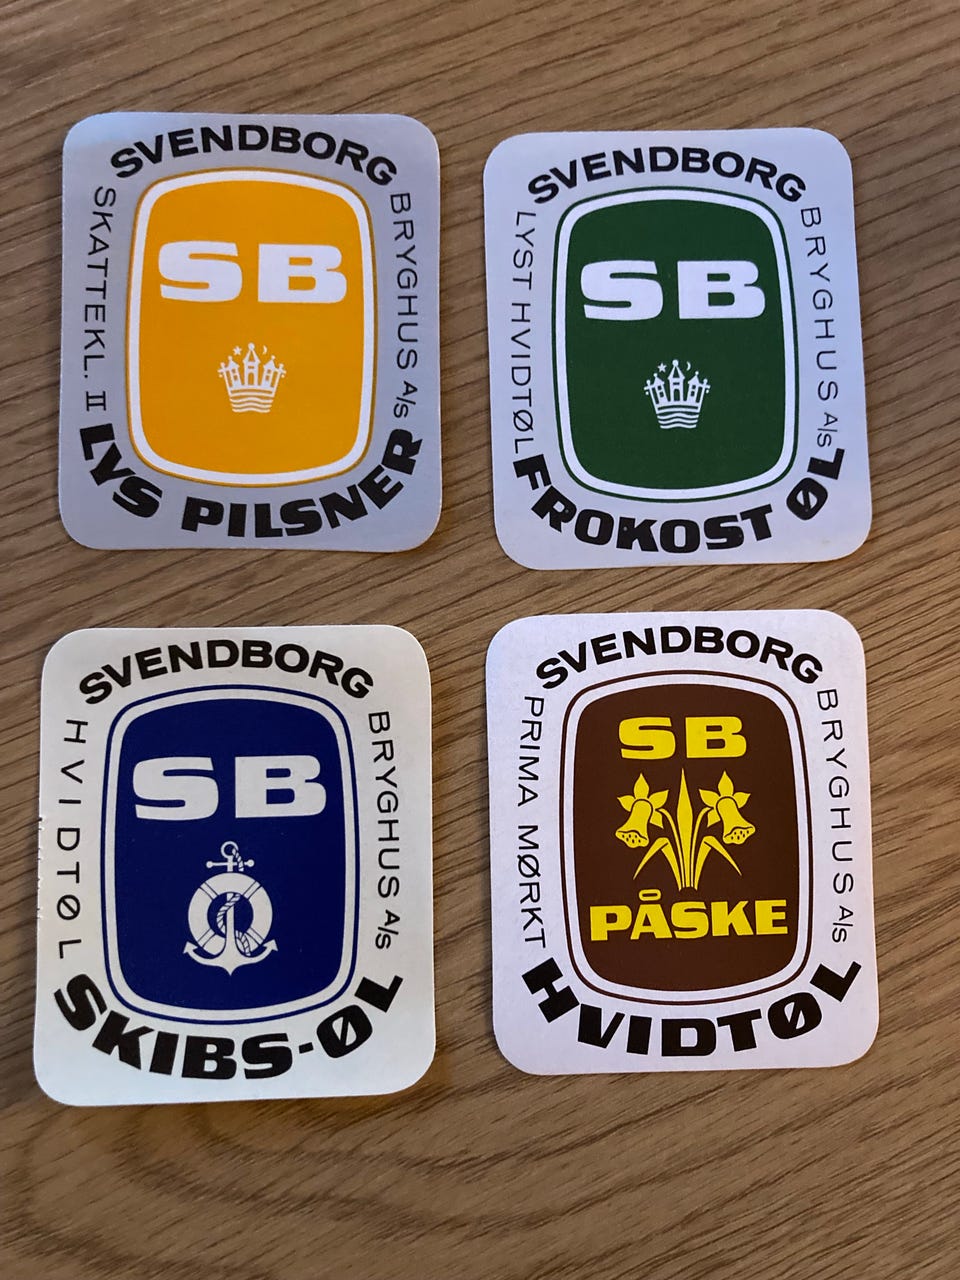 SVENDBORG
BRYGHUS A/S
SKATTEKL. II
SB
LYS PILSNER
SVENDBORG
BRYGHUS A/S
LYST HVIDTØL
SB
FROKOST ØL
SVENDBORG
BRYGHUS A/S
HVIDTØL
SB
SKIBS-ØL
SVENDBORG
BRYGHUS A/S
PRIMA MØRKT
SB
PÅSKE
HVIDTØL